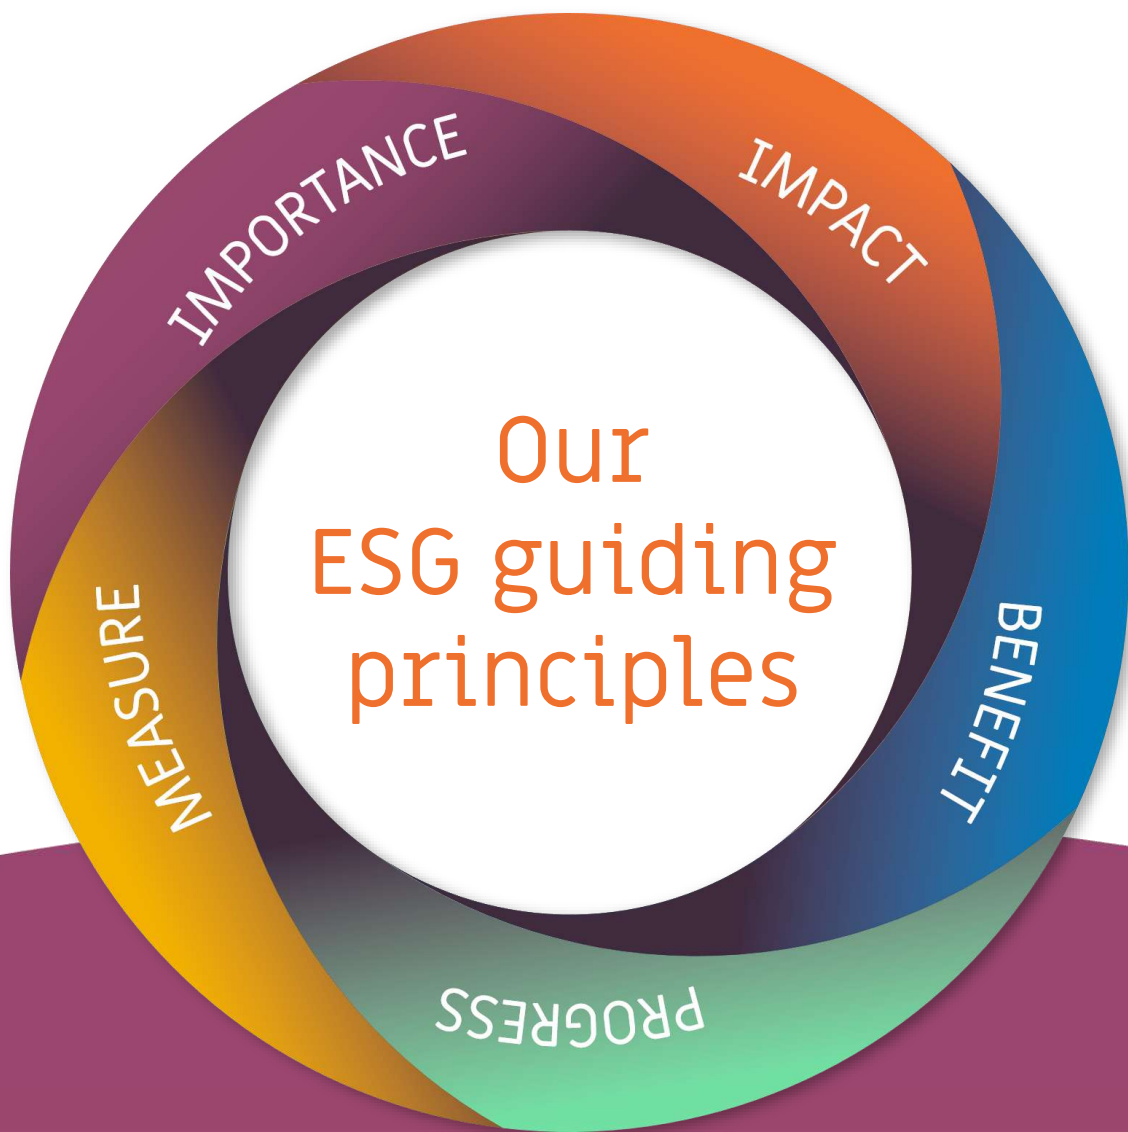 Our
ESG guiding
principles
IMPORTANCE
IMPACT
BENEFIT
PROGRESS
MEASURE